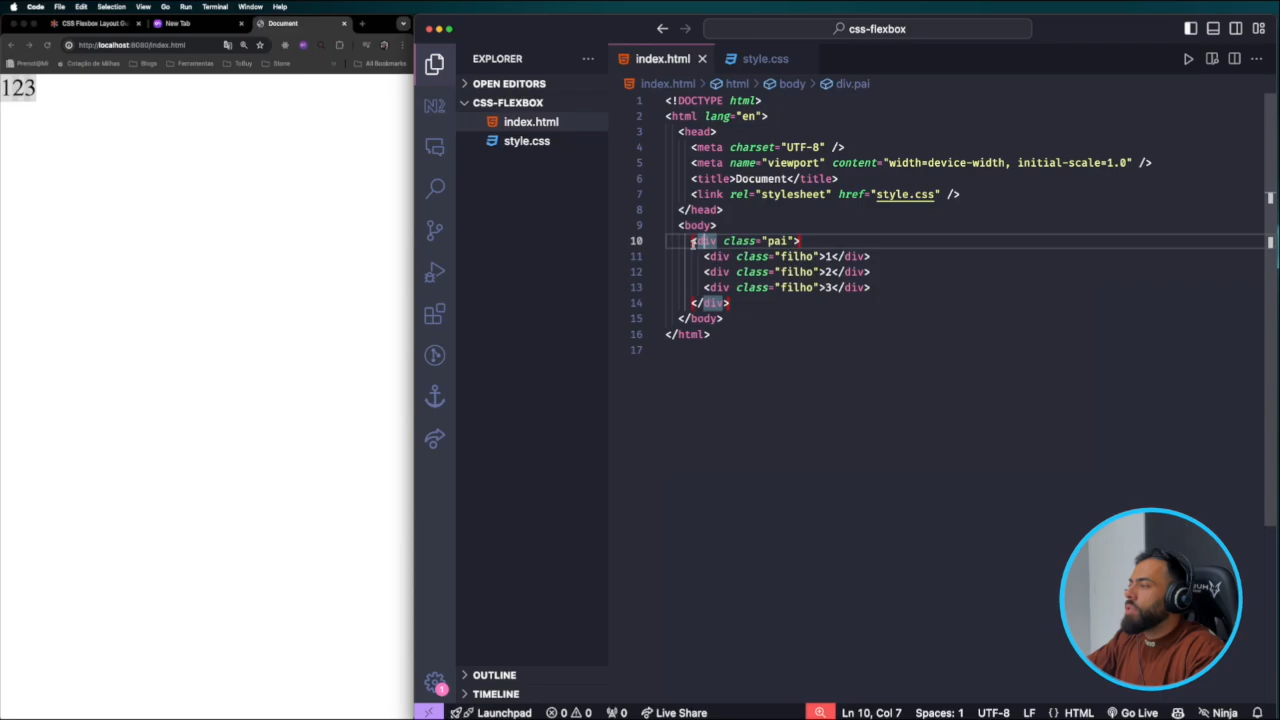 Code File Edit Selection View Go Run Terminal Window Help
CSS Flexbox Layout Gu
New Tab
Document
http://localhost:8080/index.html
Criação de Milhas
Blogs
Ferramentas
ToBuy
Stone
All Bookmarks
123
css-flexbox
EXPLORER
OPEN EDITORS
CSS-FLEXBOX
index.html
style.css
OUTLINE
TIMELINE
index.html
style.css
index.html > html > body > div.pai
1 <!DOCTYPE html>
2 <html lang="en">
3 <head>
4 <meta charset="UTF-8" />
5 <meta name="viewport" content="width=device-width, initial-scale=1.0" />
6 <title>Document</title>
7 <link rel="stylesheet" href="style.css" />
8 </head>
9 <body>
10 <div class="pai">
11 <div class="filho">1</div>
12 <div class="filho">2</div>
13 <div class="filho">3</div>
14 </div>
15 </body>
16 </html>
17
1
Launchpad 0 0 0 Live Share Ln 10, Col 7 Spaces: 1 UTF-8 LF {} HTML Go Live Ninja